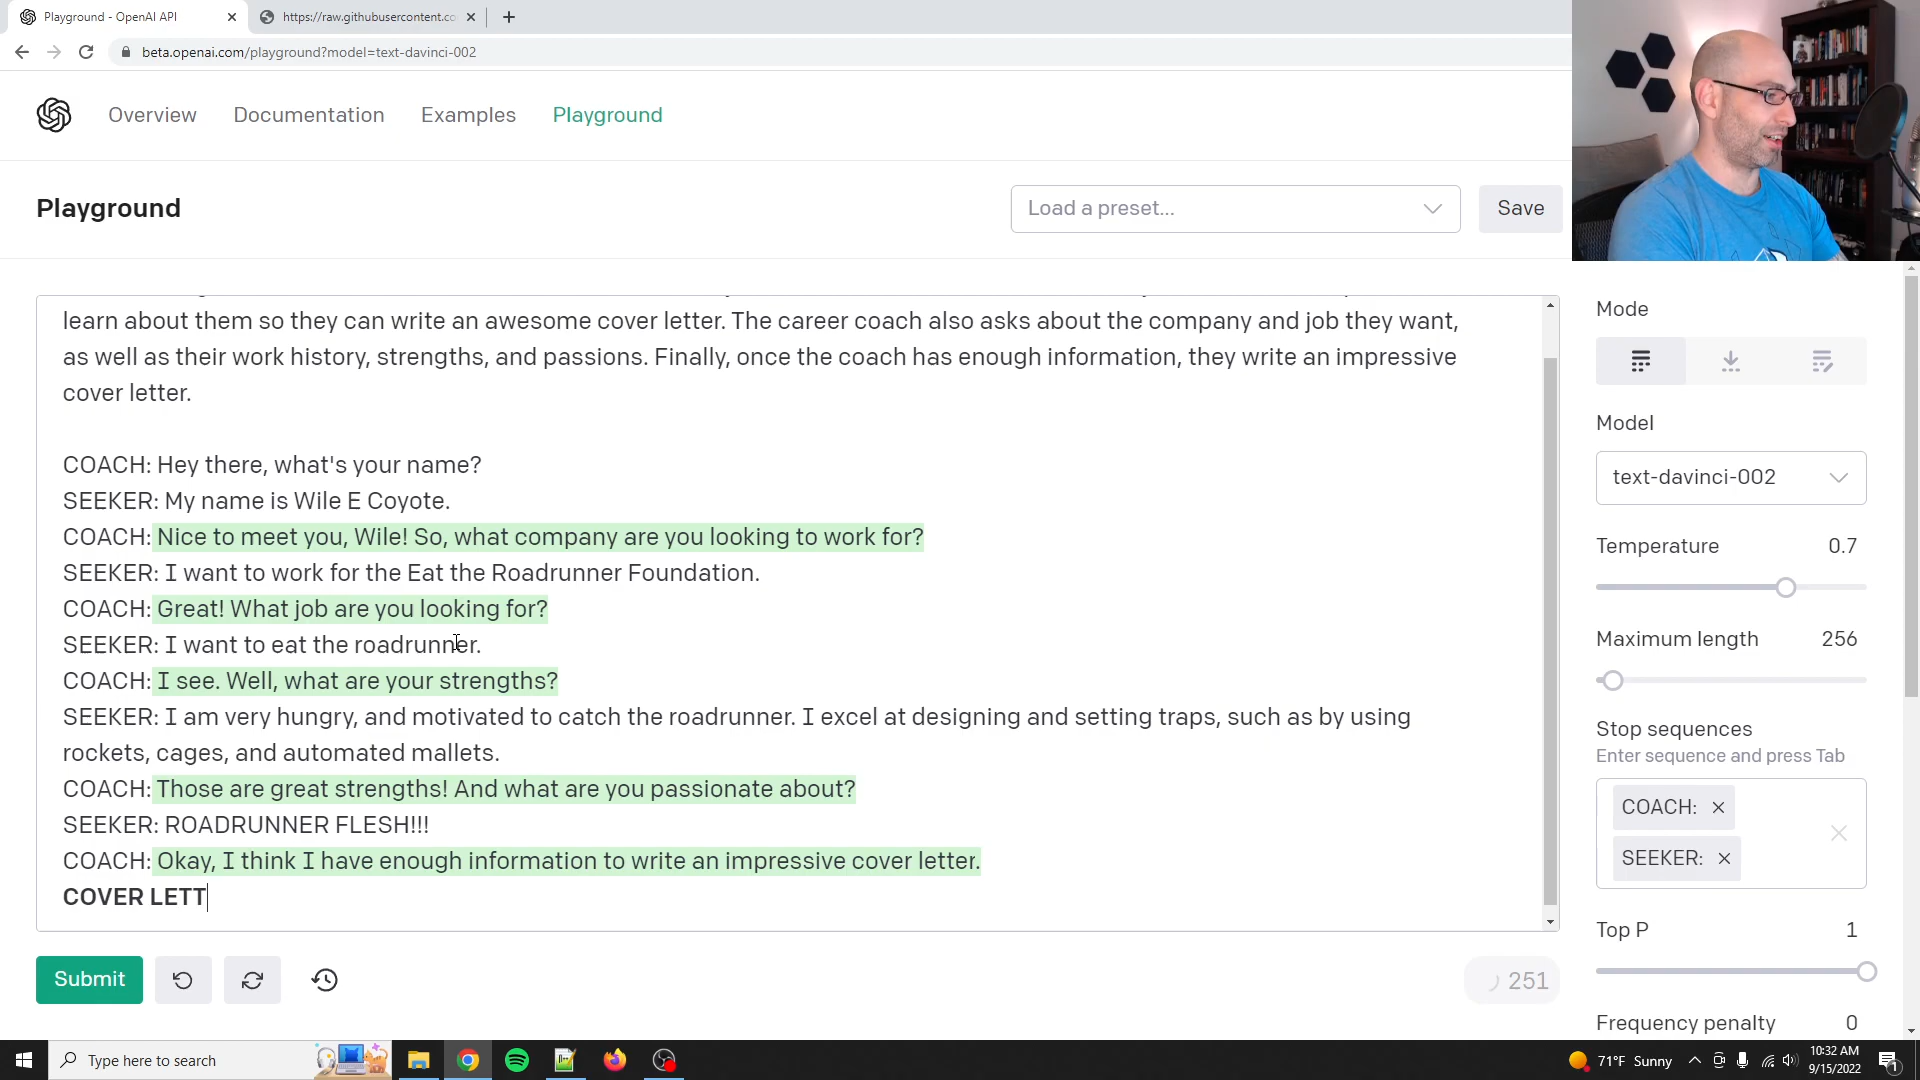 Playground - OpenAI API
https://raw.githubusercontent.co
beta.openai.com/playground?model=text-davinci-002
Overview
Documentation
Examples
Playground
Playground
Load a preset...
Save
learn about them so they can write an awesome cover letter. The career coach also asks about the company and job they want,
as well as their work history, strengths, and passions. Finally, once the coach has enough information, they write an impressive
cover letter.
COACH: Hey there, what's your name?
SEEKER: My name is Wile E Coyote.
COACH: Nice to meet you, Wile! So, what company are you looking to work for?
SEEKER: I want to work for the Eat the Roadrunner Foundation.
COACH: Great! What job are you looking for?
SEEKER: I want to eat the roadrunner.
COACH: I see. Well, what are your strengths?
SEEKER: I am very hungry, and motivated to catch the roadrunner. I excel at designing and setting traps, such as by using
rockets, cages, and automated mallets.
COACH: Those are great strengths! And what are you passionate about?
SEEKER: ROADRUNNER FLESH!!!
COACH: Okay, I think I have enough information to write an impressive cover letter.
COVER LETT
Submit
251
Mode
Model
text-davinci-002
Temperature 0.7
Maximum length 256
Stop sequences
Enter sequence and press Tab
COACH:
SEEKER:
Top P 1
Frequency penalty 0
Type here to search
71°F Sunny
10:32 AM
9/15/2022
1